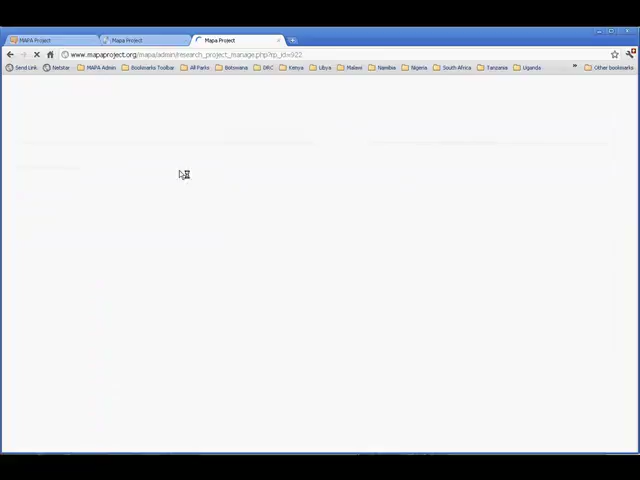 MAPA Project
Mapa Project
Mapa Project
www.mapaproject.org/mapa/admin/research_project_manage.php?rp_id=922
Send Link
Netstar
MAPA Admin
Bookmarks Toolbar
All Parks
Botswana
DRC
Kenya
Libya
Malawi
Namibia
Nigeria
South Africa
Tanzania
Uganda
Other bookmarks